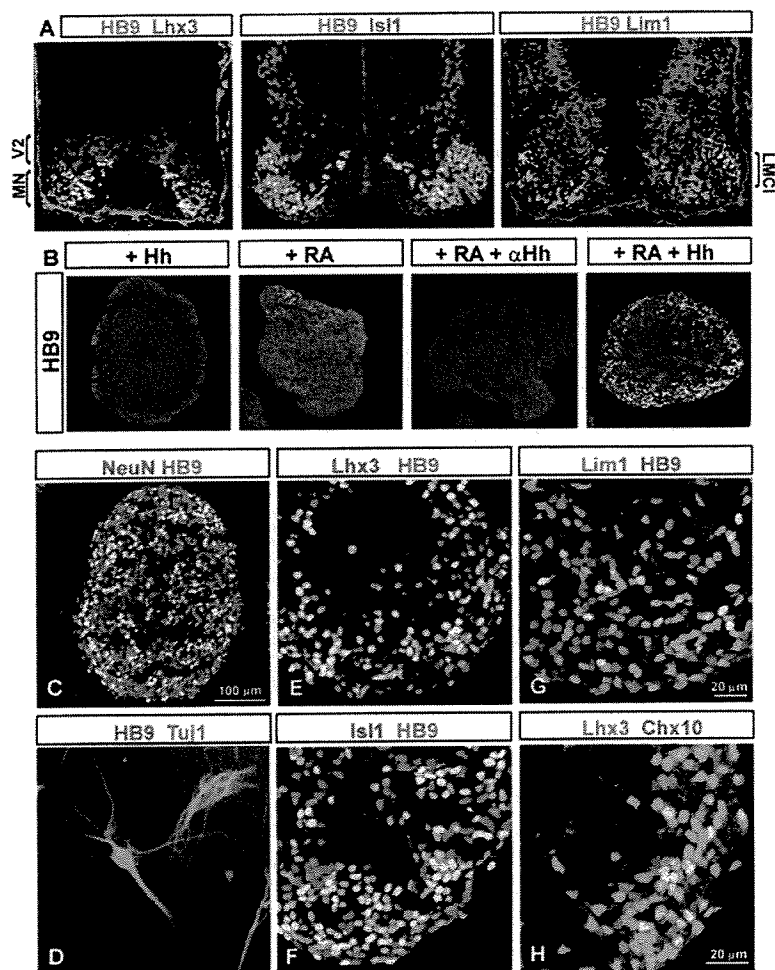 A
HB9 Lhx3
HB9 Isl1
HB9 Lim1
V2
MN
LMCl
B
+ Hh
+ RA
+ RA + αHh
+ RA + Hh
HB9
NeuN HB9
Lhx3 HB9
Lim1 HB9
C
100 µm
E
G
20 µm
HB9 Tuj1
Isl1 HB9
Lhx3 Chx10
D
F
H
20 µm